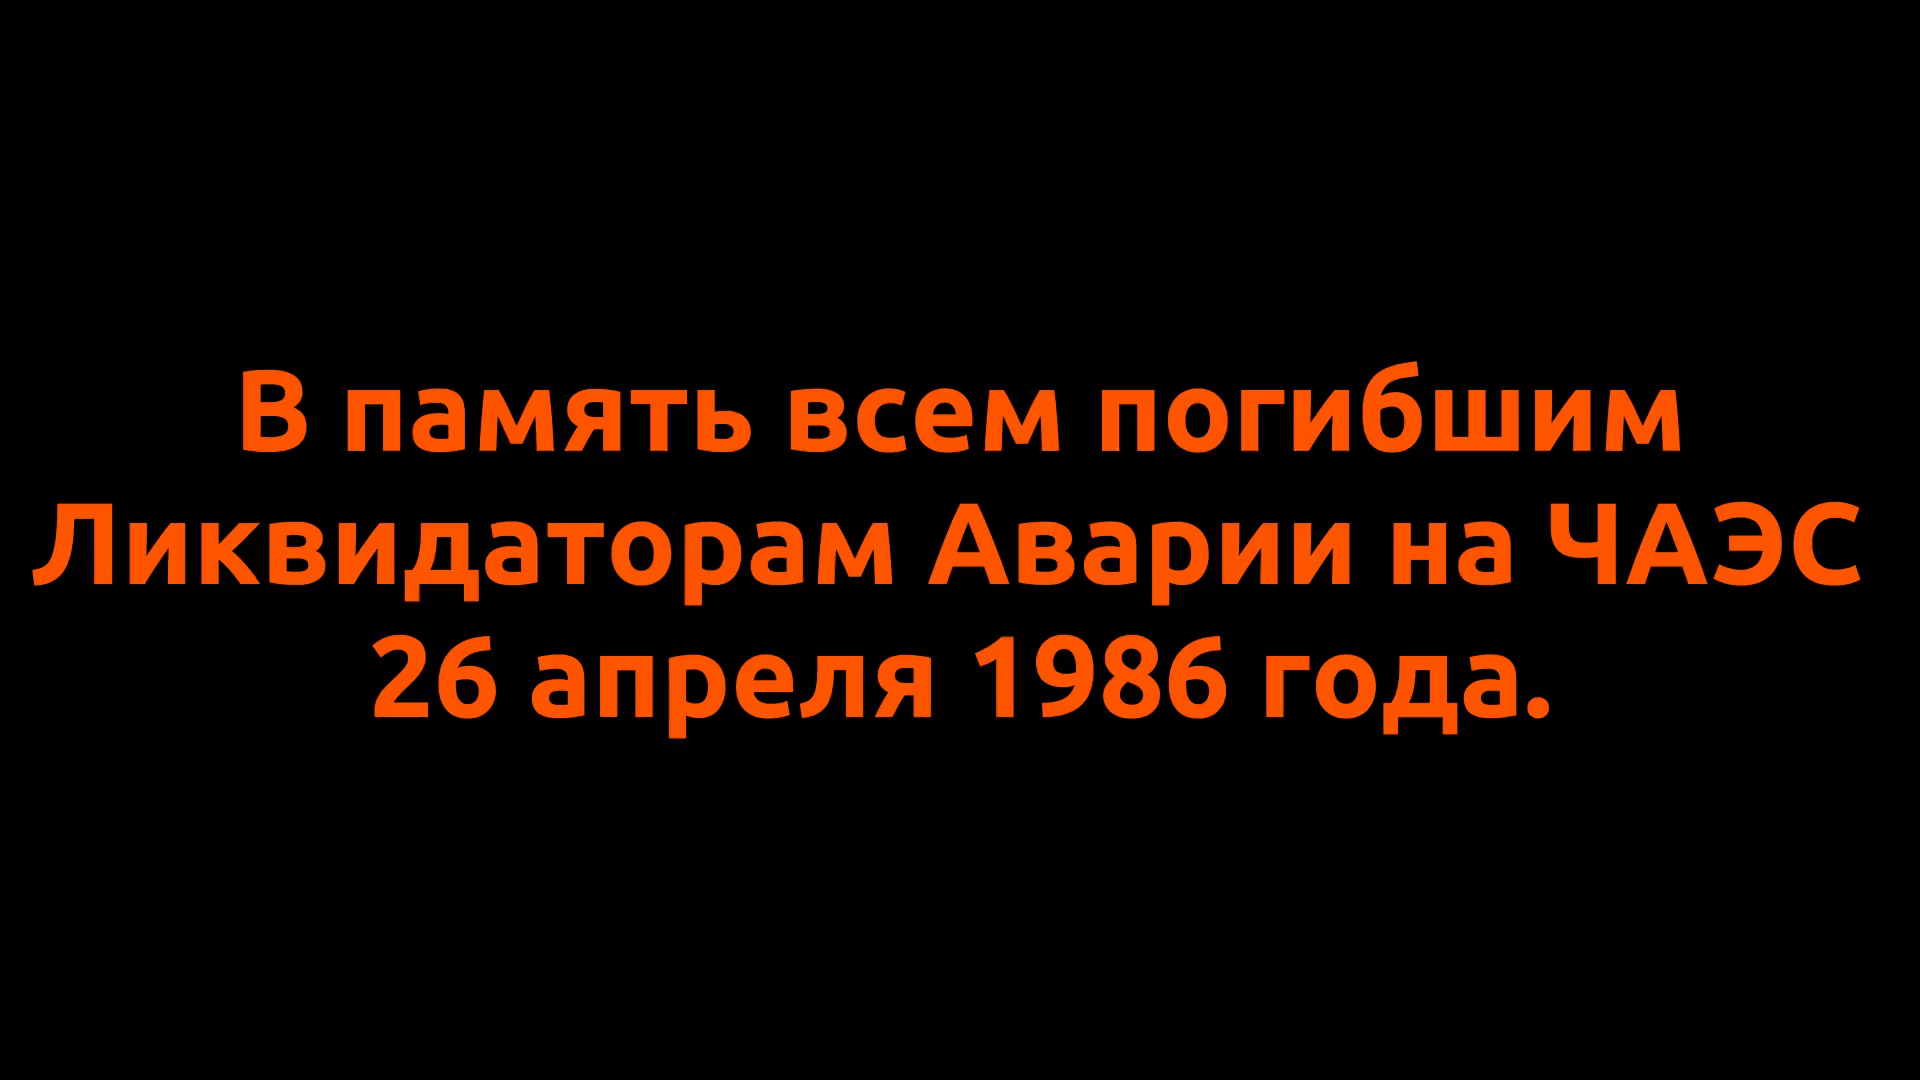 В память всем погибшим
Ликвидаторам Аварии на ЧАЭС
26 апреля 1986 года.